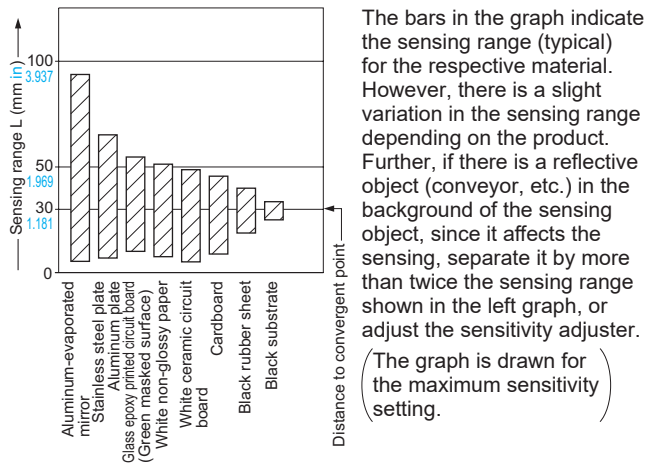 Sensing range L (mm in)
100
3.937
50
1.969
30
1.181
0
Aluminum-evaporated
mirror
Stainless steel plate
Aluminum plate
Glass epoxy printed circuit board
(Green masked surface)
White non-glossy paper
White ceramic circuit
board
Cardboard
Black rubber sheet
Black substrate
Distance to convergent point
The bars in the graph indicate
the sensing range (typical)
for the respective material.
However, there is a slight
variation in the sensing range
depending on the product.
Further, if there is a reflective
object (conveyor, etc.) in the
background of the sensing
object, since it affects the
sensing, separate it by more
than twice the sensing range
shown in the left graph, or
adjust the sensitivity adjuster.
(The graph is drawn for
the maximum sensitivity
setting.)